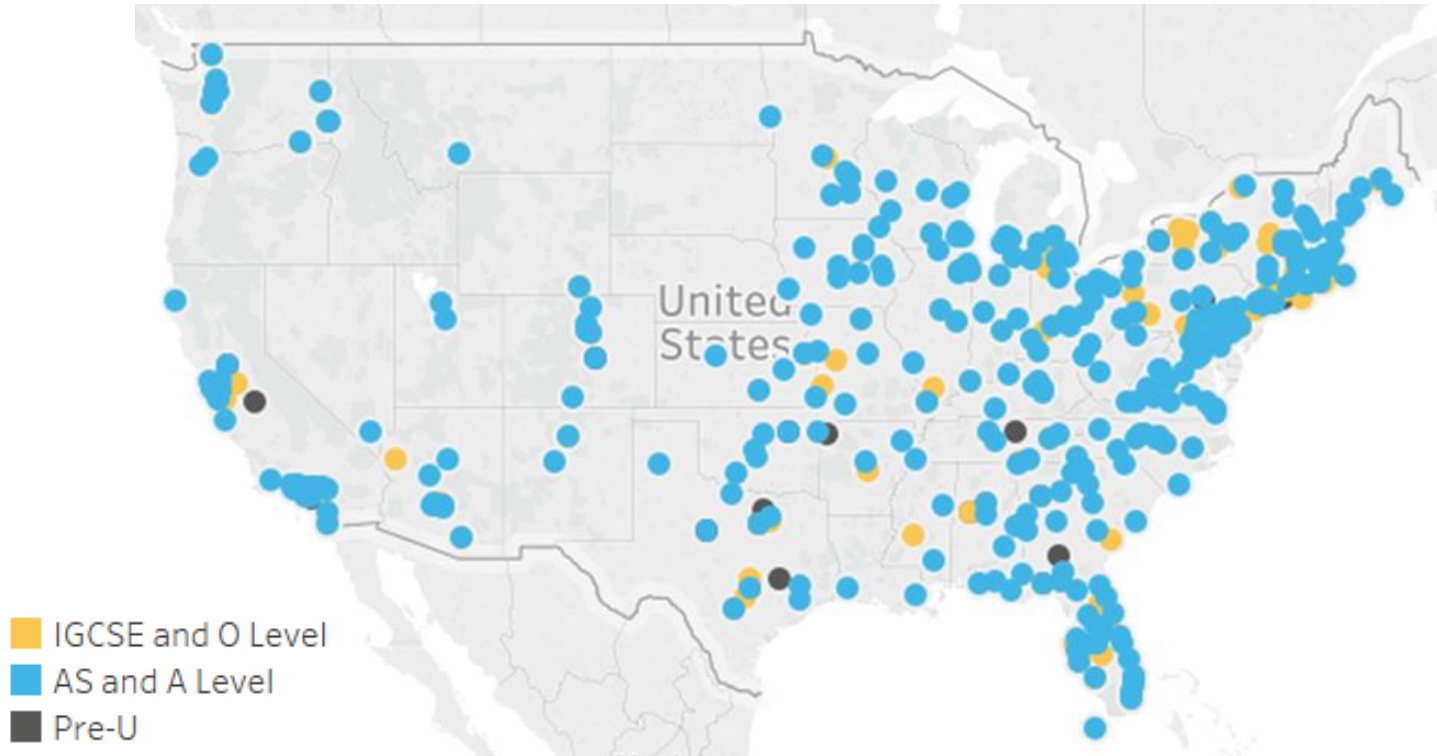 United
States
IGCSE and O Level
AS and A Level
Pre-U